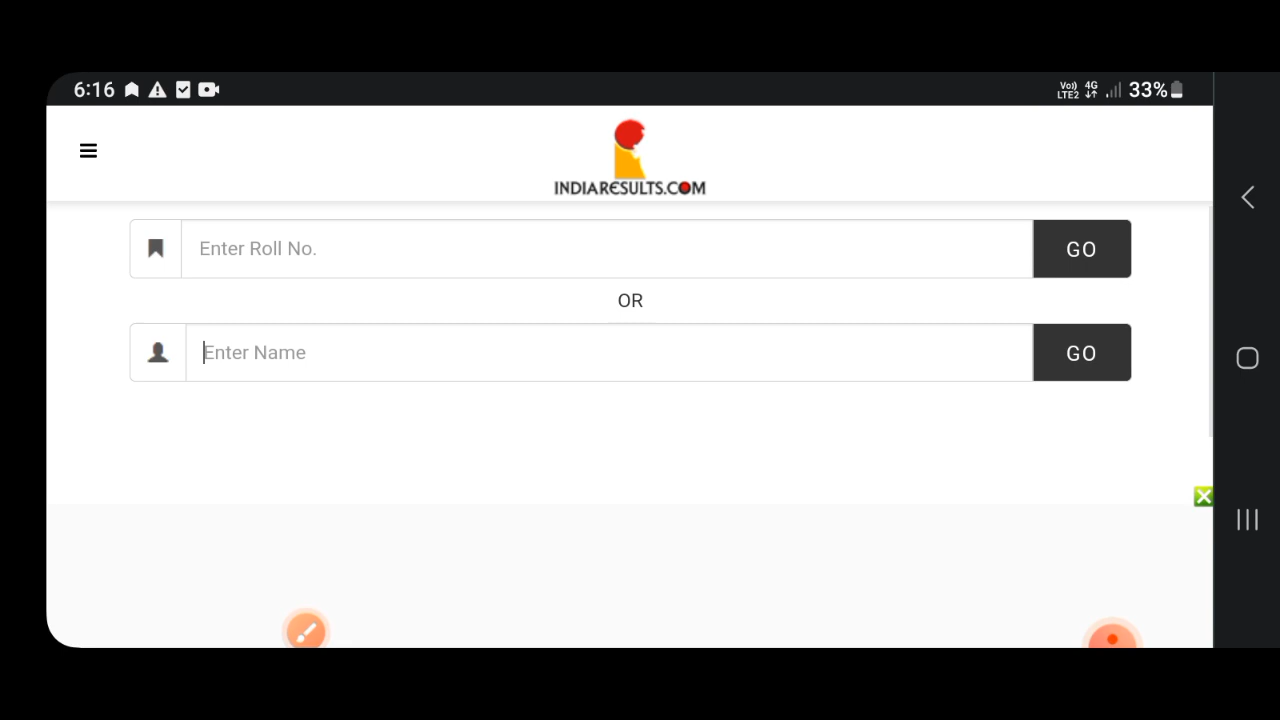 6:16
Vo)) 4G
LTE2
33%
INDIARESULTS.COM
Enter Roll No.
GO
OR
Enter Name
GO